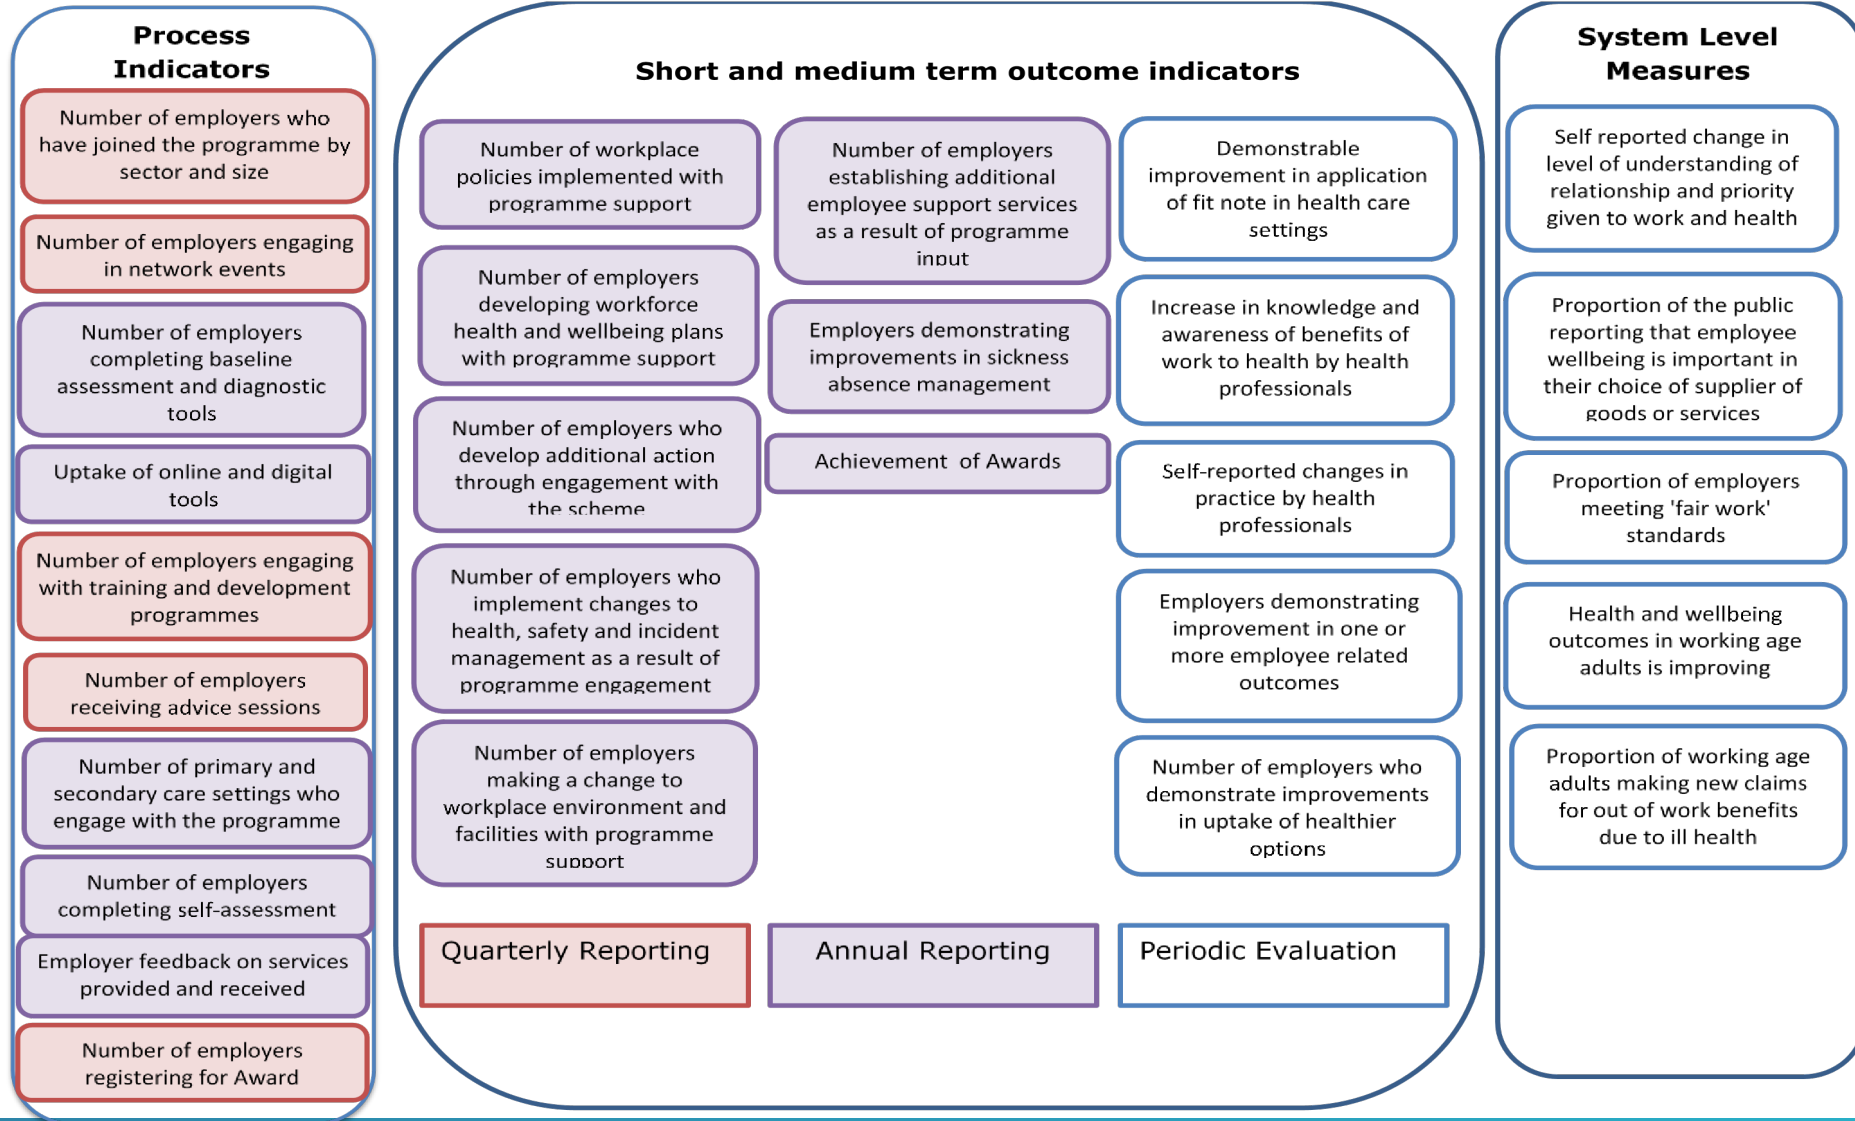 Process
Indicators
Number of employers who
have joined the programme by
sector and size
Number of employers engaging
in network events
Number of employers
completing baseline
assessment and diagnostic
tools
Uptake of online and digital
tools
Number of employers engaging
with training and development
programmes
Number of employers
receiving advice sessions
Number of primary and
secondary care settings who
engage with the programme
Number of employers
completing self-assessment
Employer feedback on services
provided and received
Number of employers
registering for Award
Short and medium term outcome indicators
Number of workplace
policies implemented with
programme support
Number of employers
developing workforce
health and wellbeing plans
with programme support
Number of employers who
develop additional action
through engagement with
the scheme
Number of employers who
implement changes to
health, safety and incident
management as a result of
programme engagement
Number of employers
making a change to
workplace environment and
facilities with programme
support
Number of employers
establishing additional
employee support services
as a result of programme
input
Employers demonstrating
improvements in sickness
absence management
Achievement of Awards
Demonstrable
improvement in application
of fit note in health care
settings
Increase in knowledge and
awareness of benefits of
work to health by health
professionals
Self-reported changes in
practice by health
professionals
Employers demonstrating
improvement in one or
more employee related
outcomes
Number of employers who
demonstrate improvements
in uptake of healthier
options
Quarterly Reporting
Annual Reporting
Periodic Evaluation
System Level
Measures
Self reported change in
level of understanding of
relationship and priority
given to work and health
Proportion of the public
reporting that employee
wellbeing is important in
their choice of supplier of
goods or services
Proportion of employers
meeting 'fair work'
standards
Health and wellbeing
outcomes in working age
adults is improving
Proportion of working age
adults making new claims
for out of work benefits
due to ill health